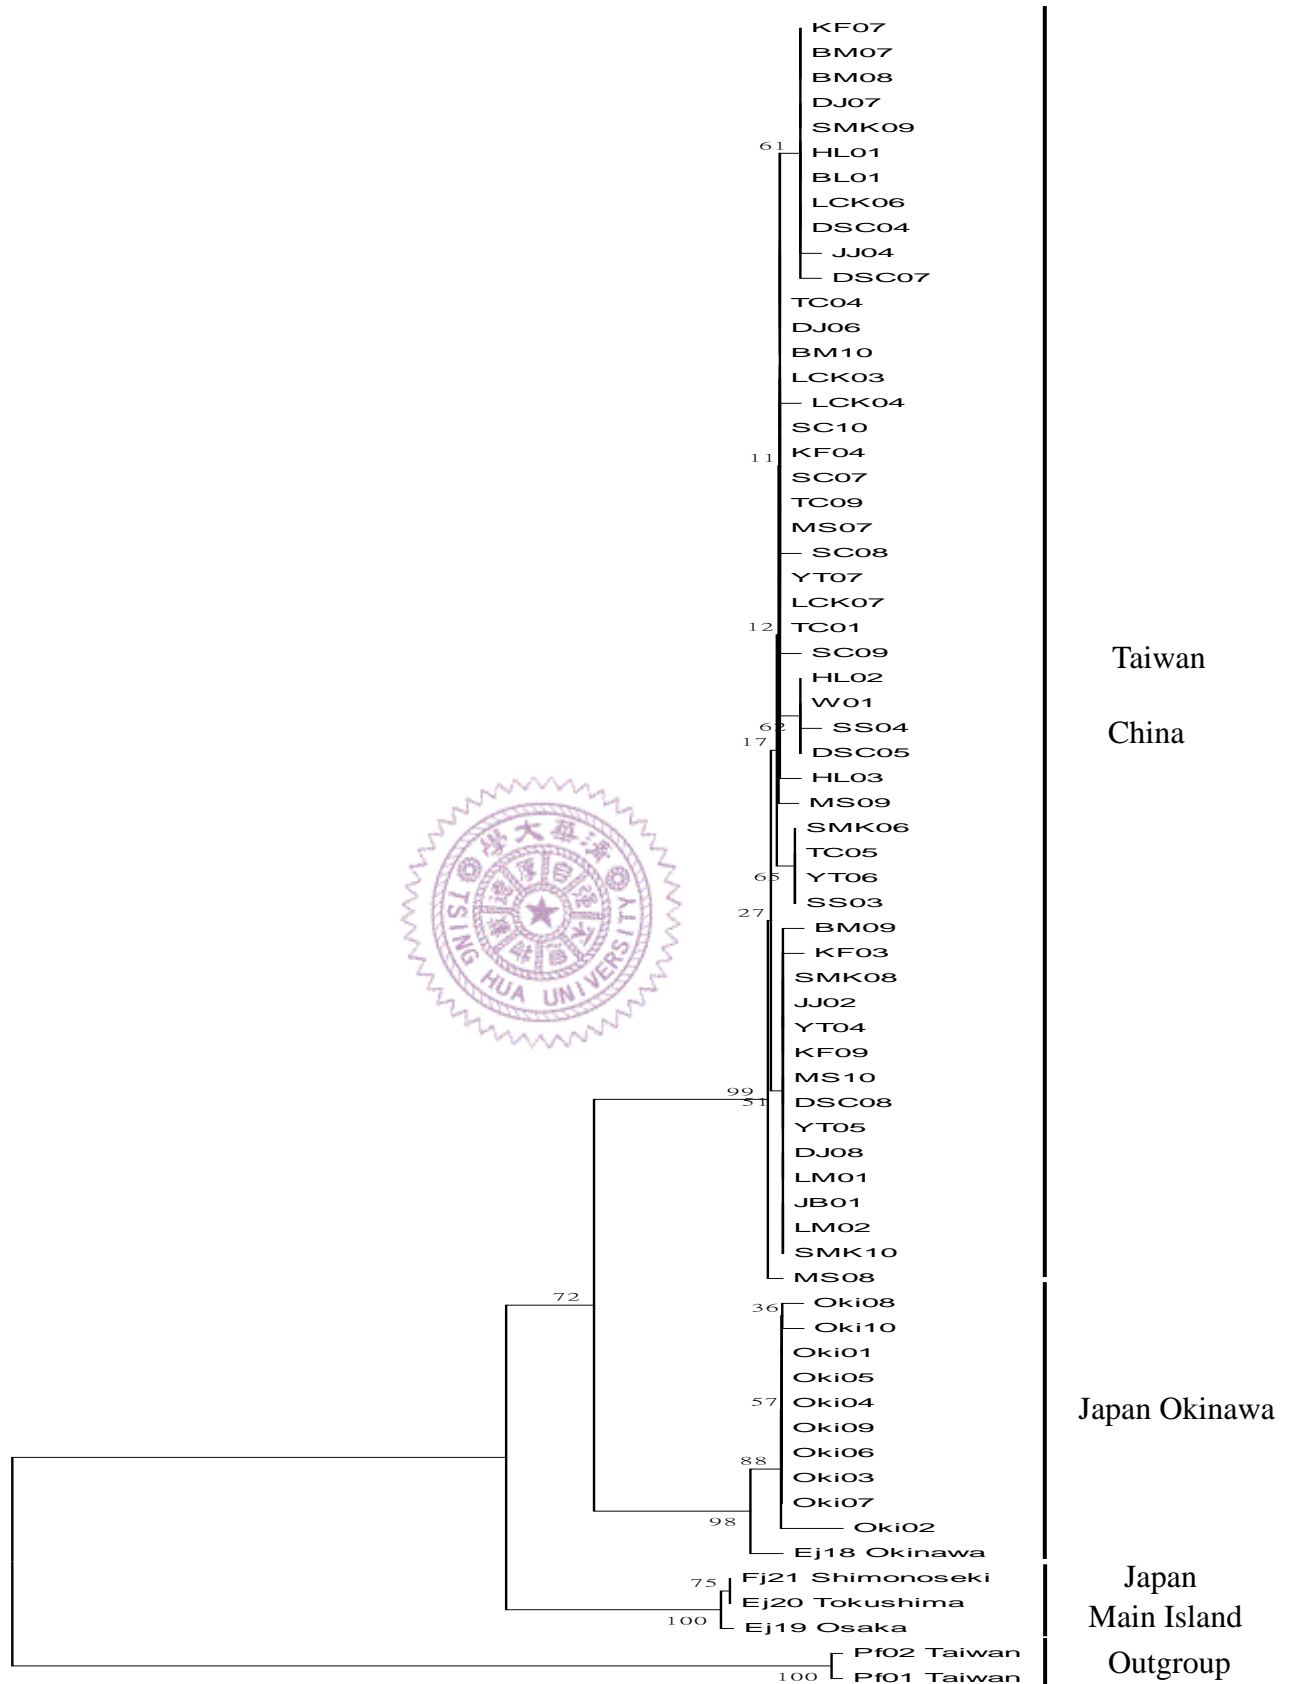 KF07
BM07
BM08
DJ07
SMK09
61
HL01
BL01
LCK06
DSC04
JJ04
DSC07
TC04
DJ06
BM10
LCK03
LCK04
SC10
11
KF04
SC07
TC09
MS07
SC08
YT07
LCK07
12
TC01
SC09
Taiwan
HL02
W01
62
SS04
China
17
DSC05
HL03
MS09
SMK06
TC05
65
YT06
SS03
27
BM09
KF03
SMK08
JJ02
YT04
KF09
MS10
99
51
DSC08
YT05
DJ08
LM01
JB01
LM02
SMK10
MS08
72
36
Oki08
Oki10
Oki01
Oki05
57
Oki04
Japan Okinawa
Oki09
Oki06
88
Oki03
Oki07
98
Oki02
Ej18 Okinawa
75
Fj21 Shimonoseki
Japan
Ej20 Tokushima
Main Island
100
Ej19 Osaka
Pf02 Taiwan
Outgroup
100
Pf01 Taiwan
學大華清
TSING HUA UNIVERSITY